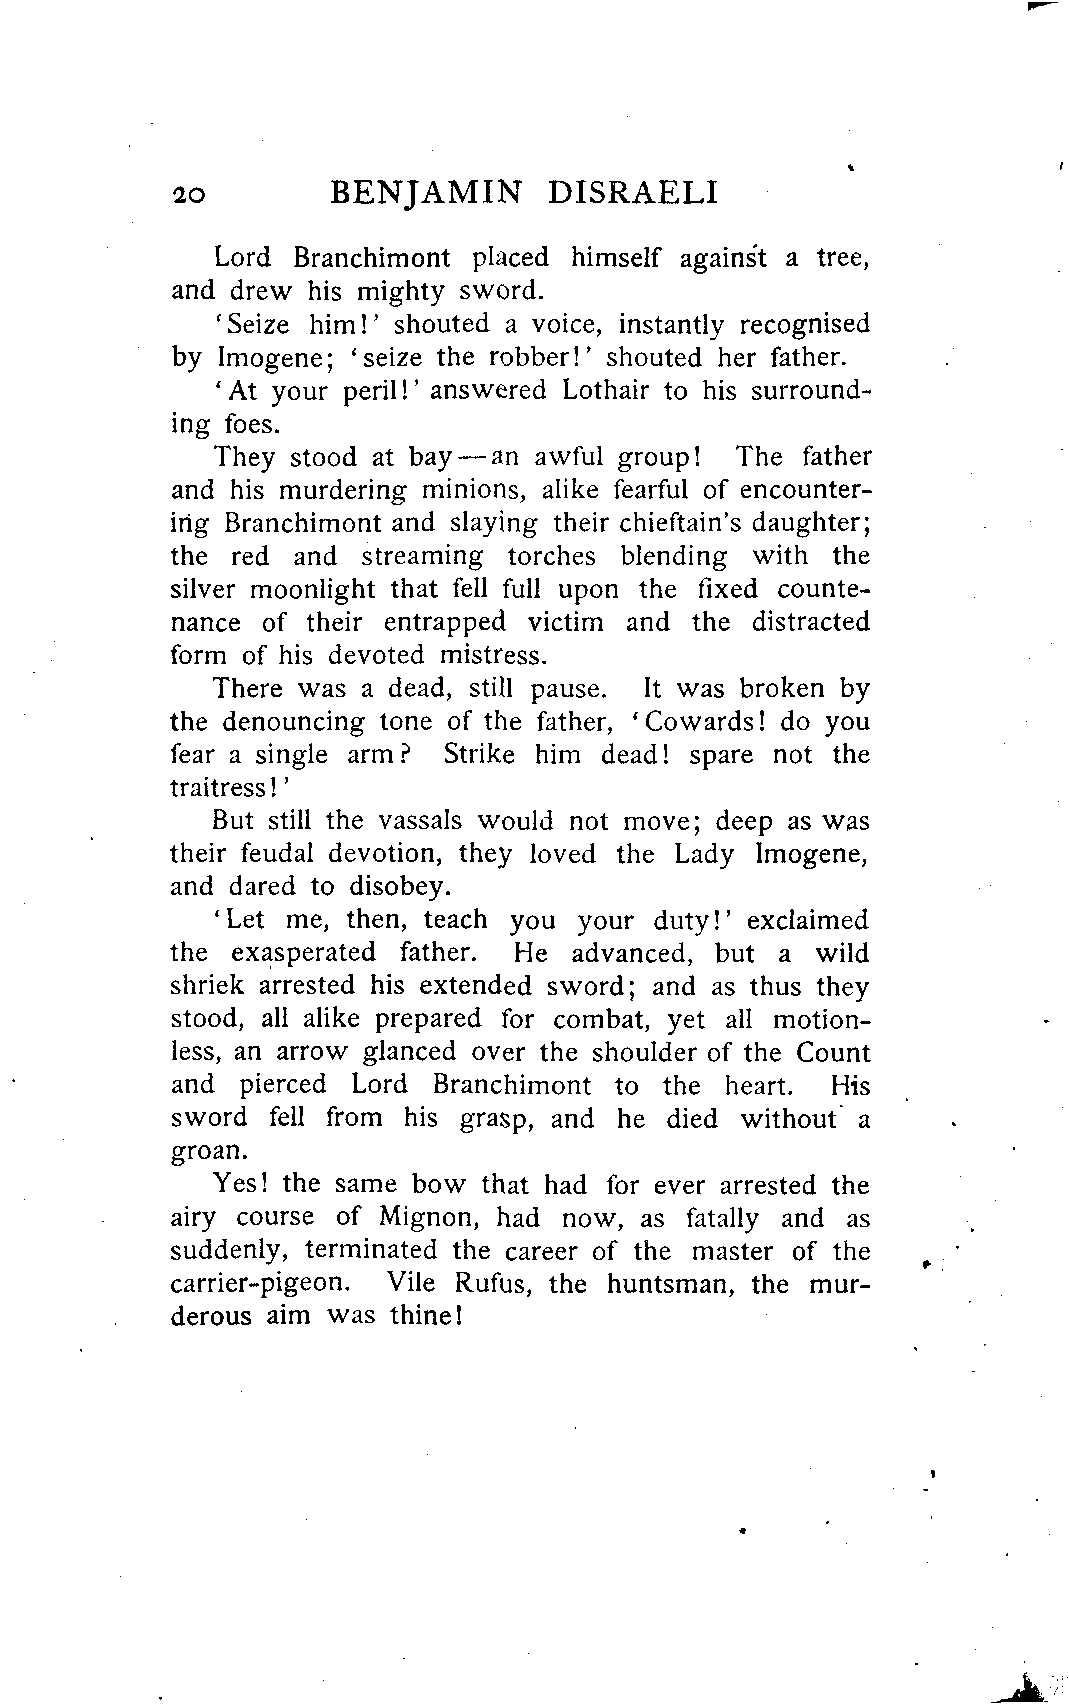 20 BENJAMIN DISRAELI
Lord Branchimont placed himself against a tree,
and drew his mighty sword.
‘Seize him!’ shouted a voice, instantly recognised
by Imogene; ‘seize the robber!’ shouted her father.
‘At your peril!’ answered Lothair to his surround-
ing foes.
They stood at bay—an awful group! The father
and his murdering minions, alike fearful of encounter-
ing Branchimont and slaying their chieftain's daughter;
the red and streaming torches blending with the
silver moonlight that fell full upon the fixed counte-
nance of their entrapped victim and the distracted
form of his devoted mistress.
There was a dead, still pause. It was broken by
the denouncing tone of the father, ‘Cowards! do you
fear a single arm? Strike him dead! spare not the
traitress!’
But still the vassals would not move; deep as was
their feudal devotion, they loved the Lady Imogene,
and dared to disobey.
‘Let me, then, teach you your duty!’ exclaimed
the exasperated father. He advanced, but a wild
shriek arrested his extended sword; and as thus they
stood, all alike prepared for combat, yet all motion-
less, an arrow glanced over the shoulder of the Count
and pierced Lord Branchimont to the heart. His
sword fell from his grasp, and he died without a
groan.
Yes! the same bow that had for ever arrested the
airy course of Mignon, had now, as fatally and as
suddenly, terminated the career of the master of the
carrier-pigeon. Vile Rufus, the huntsman, the mur-
derous aim was thine!